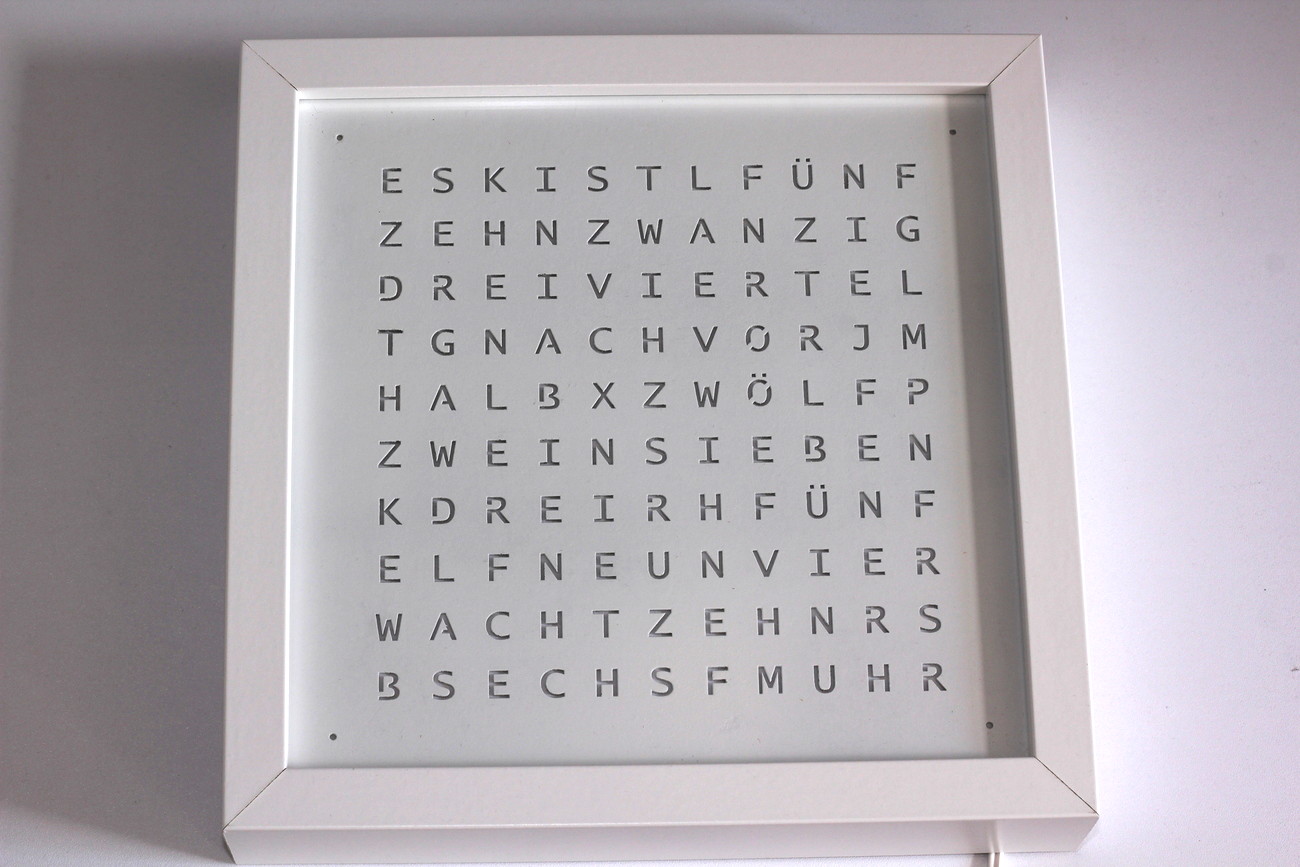 ESKISTLFÜNF
ZEHNZWANZIG
DREIVIERTEL
TGNACHVORJM
HALBXZWÖLFP
ZWEINSIEBEN
KDREIRHFÜNF
ELFNEUNVIER
WACHTZEHNRS
BSECHSFMUHR